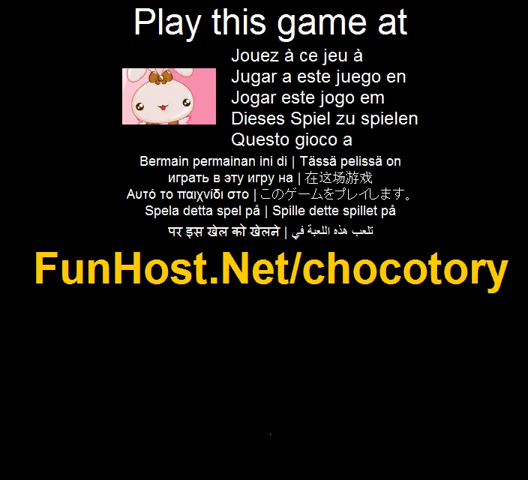 Play this game at
Jouez à ce jeu à
Jugar a este juego en
Jogar este jogo em
Dieses Spiel zu spielen
Questo gioco a
Bermain permainan ini di | Tässä pelissä on
играть в эту игру на | 在这场游戏
Αυτό το παιχνίδι στο | このゲームをプレイします。
Spela detta spel på | Spille dette spillet på
पर इस खेल को खेलने | تلعب هذه اللعبة في
FunHost.Net/chocotory